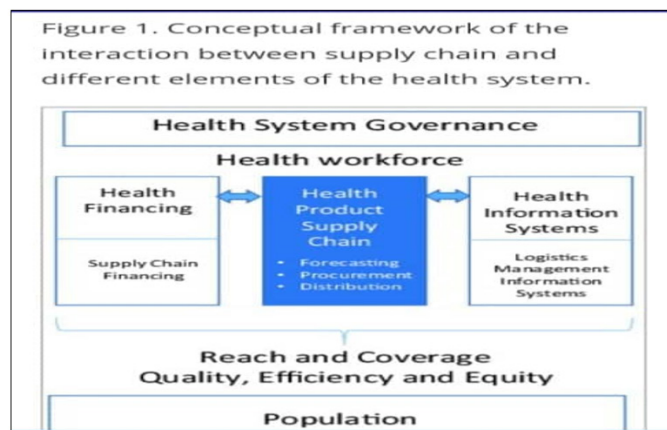 Figure 1. Conceptual framework of the
interaction between supply chain and
different elements of the health system.
Health System Governance
Health workforce
Health
Financing
Supply Chain
Financing
Health
Product
Supply
Chain
• Forecasting
• Procurement
• Distribution
Health
Information
Systems
Logistics
Management
Information
Systems
Reach and Coverage
Quality, Efficiency and Equity
Population